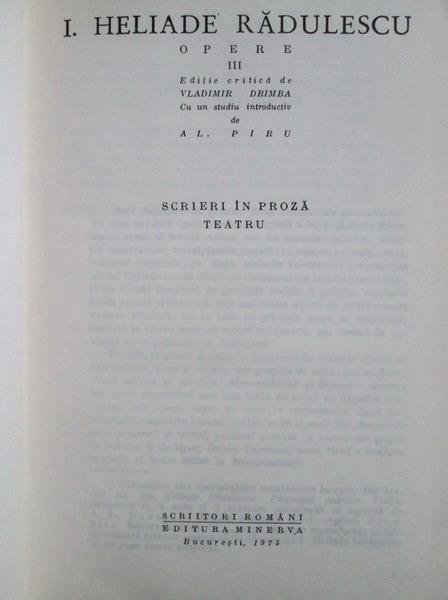 I. HELIADE RĂDULESCU
OPERE
III
Ediție critică de
VLADIMIR DRIMBA
Cu un studiu introductiv
de
AL. PIRU
SCRIERI ÎN PROZĂ
TEATRU
SCRIITORI ROMÂNI
EDITURA MINERVA
București, 1975